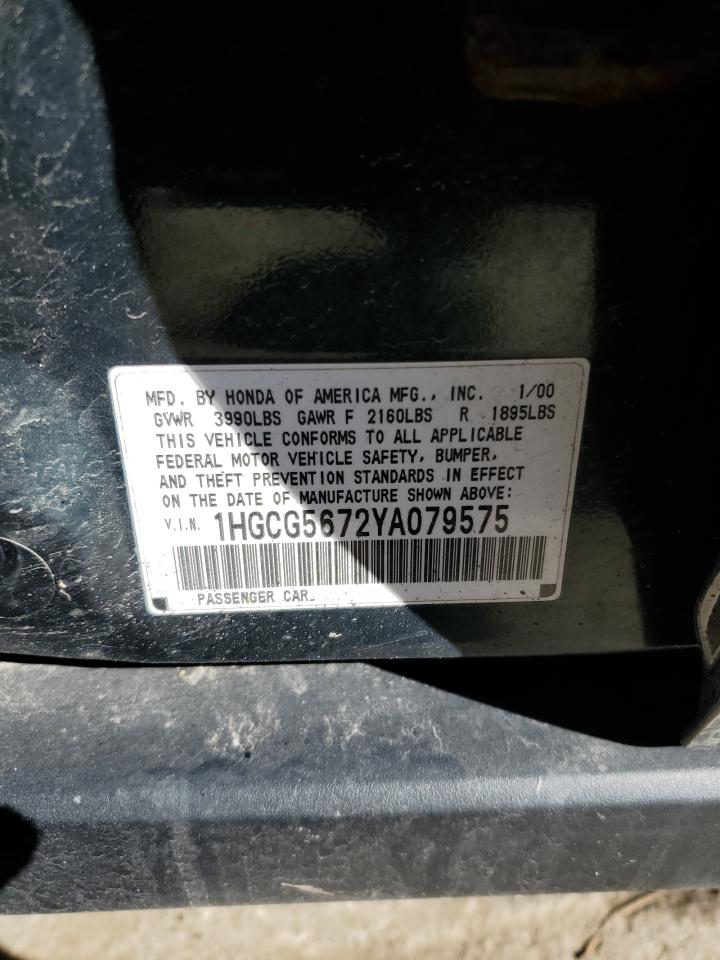 MFD. BY HONDA OF AMERICA MFG., INC. 1/00
GVWR 3990LBS GAWR F 2160LBS R 1895LBS
THIS VEHICLE CONFORMS TO ALL APPLICABLE
FEDERAL MOTOR VEHICLE SAFETY, BUMPER,
AND THEFT PREVENTION STANDARDS IN EFFECT
ON THE DATE OF MANUFACTURE SHOWN ABOVE:
V.I.N. 1HGCG5672YA079575
PASSENGER CAR